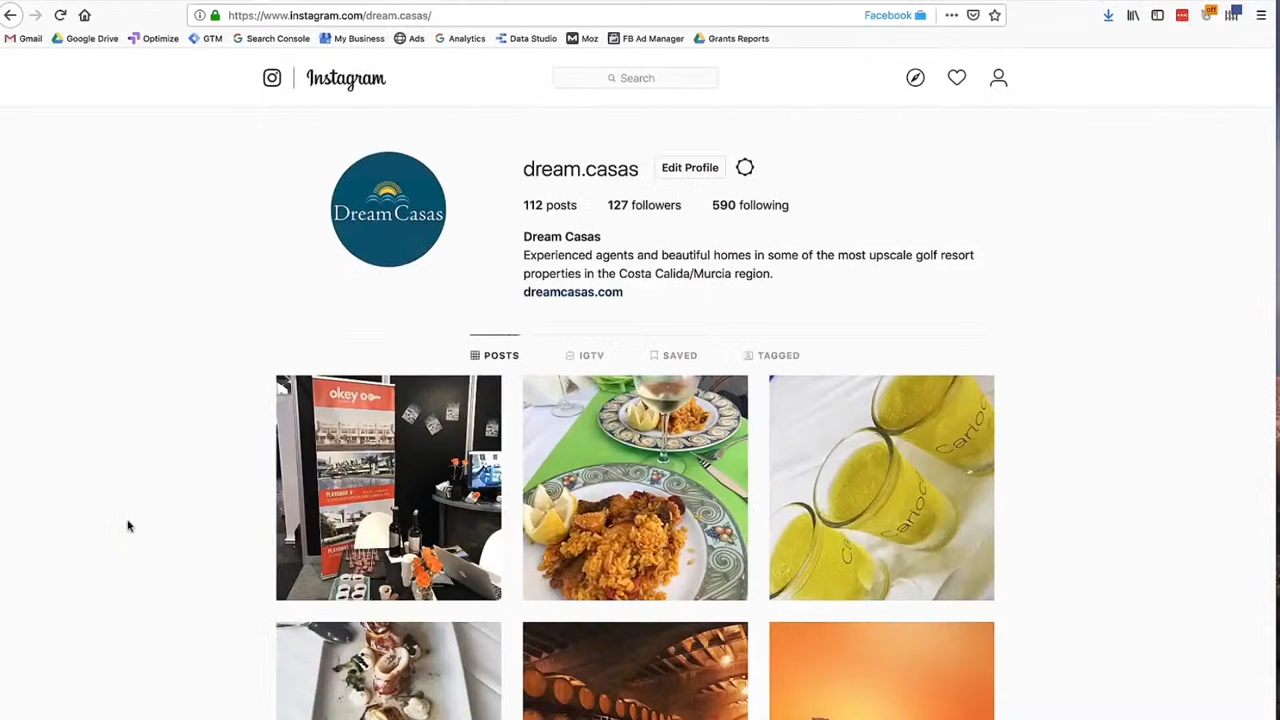 https://www.instagram.com/dream.casas/
Facebook
Gmail Google Drive Optimize GTM Search Console My Business Ads Analytics Data Studio Moz FB Ad Manager Grants Reports
off
Instagram
Search
dream.casas Edit Profile
112 posts 127 followers 590 following
Dream Casas
Dream Casas
Experienced agents and beautiful homes in some of the most upscale golf resort
properties in the Costa Calida/Murcia region.
dreamcasas.com
POSTS IGTV SAVED TAGGED
okey
Carioc
Carioc